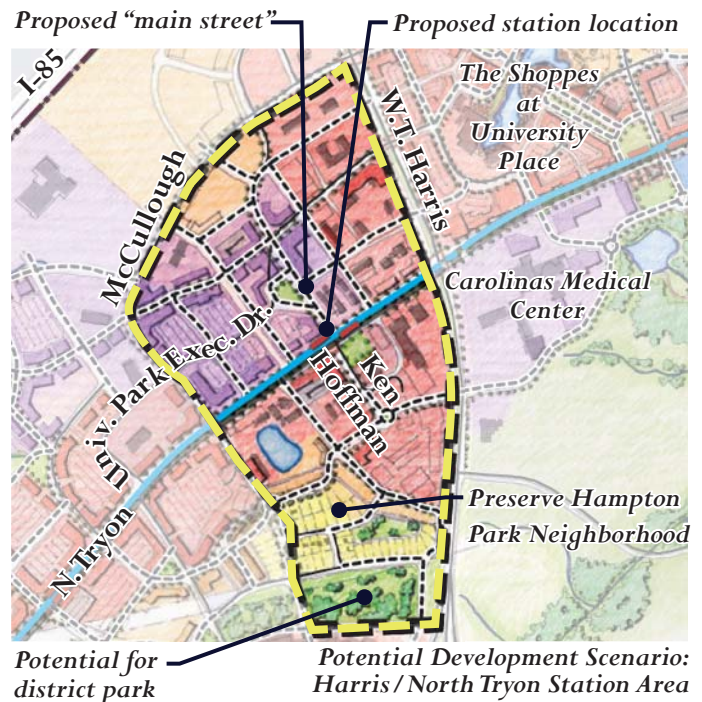 Proposed “main street”
Proposed station location
I-85
The Shoppes
at
University
Place
W.T. Harris
McCullough
Carolinas Medical
Center
Univ. Park Exec. Dr.
Ken
Hoffman
N. Tryon
Preserve Hampton
Park Neighborhood
Potential for
district park
Potential Development Scenario:
Harris / North Tryon Station Area